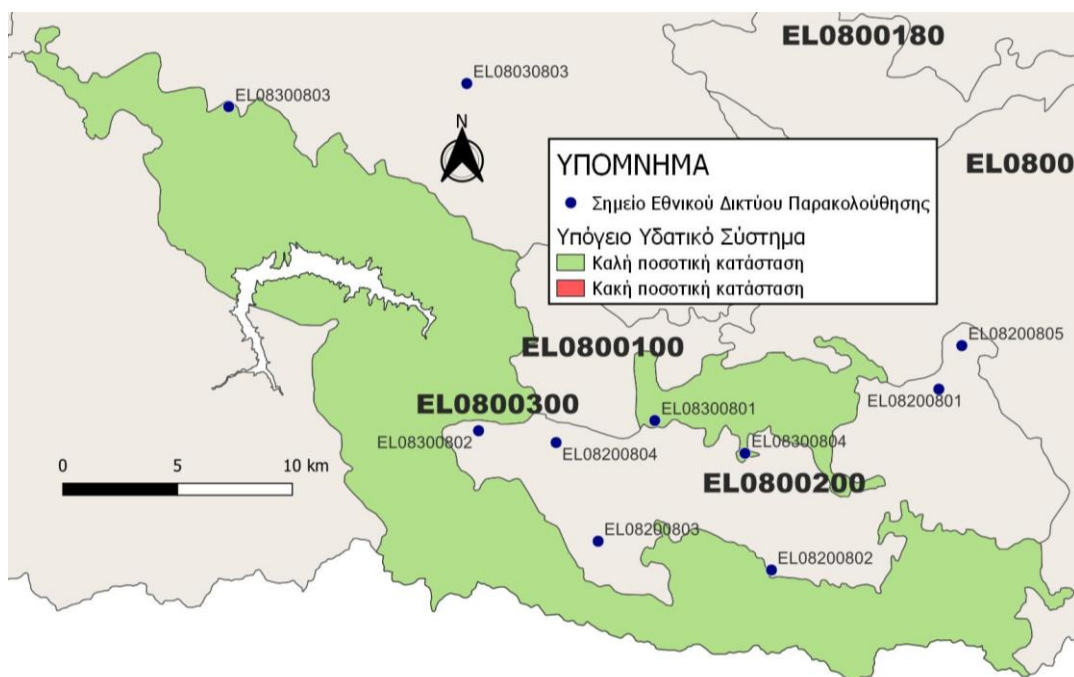 EL0800180
EL08030803
EL08300803
N
ΥΠΟΜΝΗΜΑ
Σημείο Εθνικού Δικτύου Παρακολούθησης
Υπόγειο Υδατικό Σύστημα
Καλή ποσοτική κατάσταση
Κακή ποσοτική κατάσταση
EL0800
EL0800100
EL08200805
EL0800300
EL08200801
EL08300801
EL08300802
EL08200804
EL08300804
0 5 10 km
EL0800200
EL08200803
EL08200802